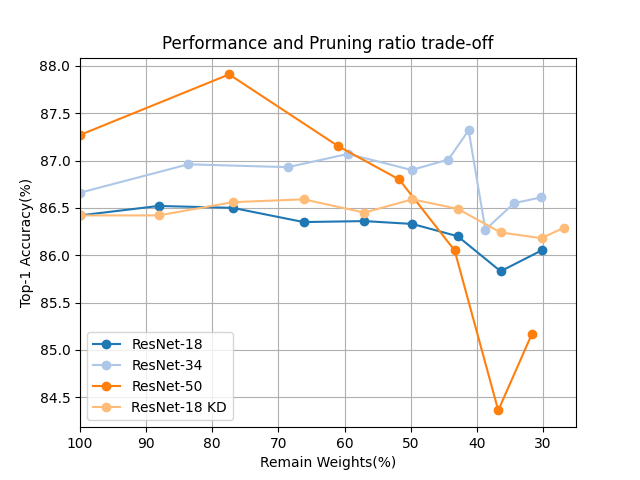 Performance and Pruning ratio trade-off
Top-1 Accuracy(%)
88.0
87.5
87.0
86.5
86.0
85.5
85.0
84.5
ResNet-18
ResNet-34
ResNet-50
ResNet-18 KD
100 90 80 70 60 50 40 30
Remain Weights(%)